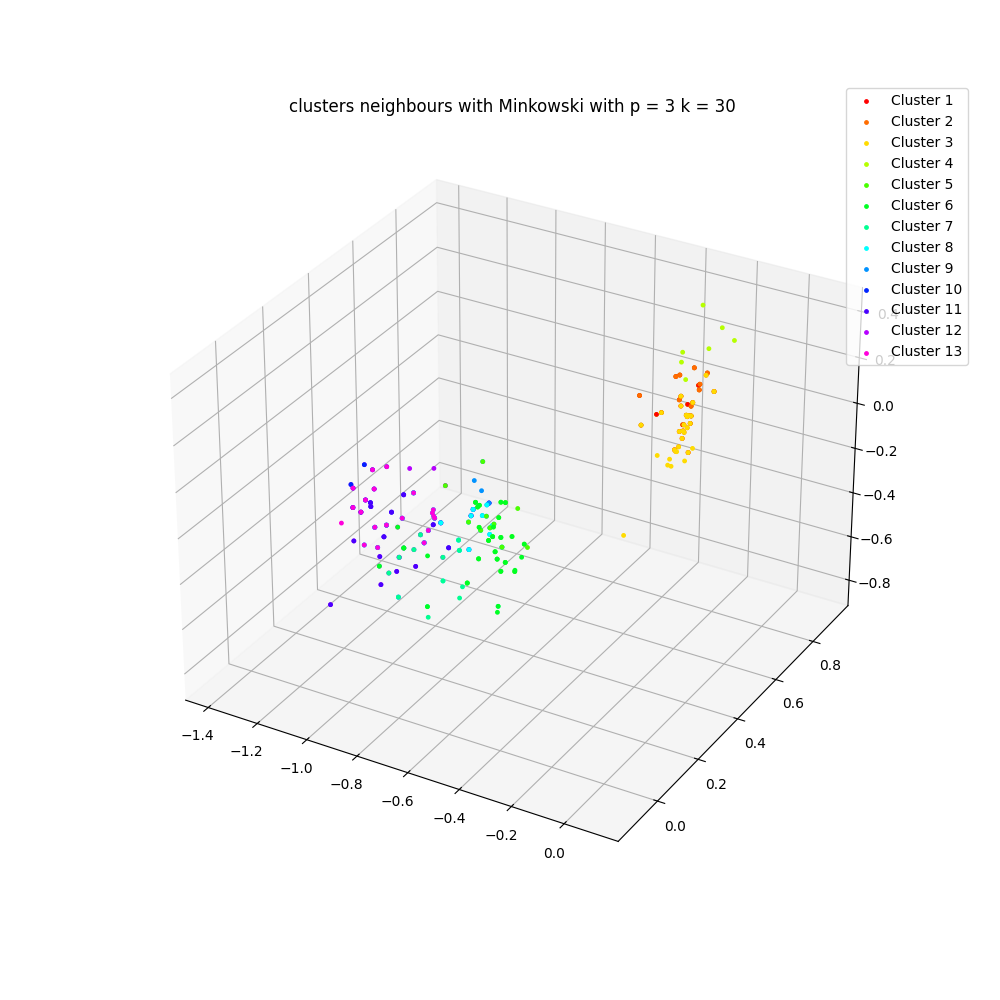 clusters neighbours with Minkowski with p = 3 k = 30
Cluster 1
Cluster 2
Cluster 3
Cluster 4
Cluster 5
Cluster 6
Cluster 7
Cluster 8
Cluster 9
Cluster 10
Cluster 11
Cluster 12
Cluster 13
0.4
0.2
0.0
−0.2
−0.4
−0.6
−0.8
0.8
0.6
0.4
0.2
0.0
−1.4
−1.2
−1.0
−0.8
−0.6
−0.4
−0.2
0.0